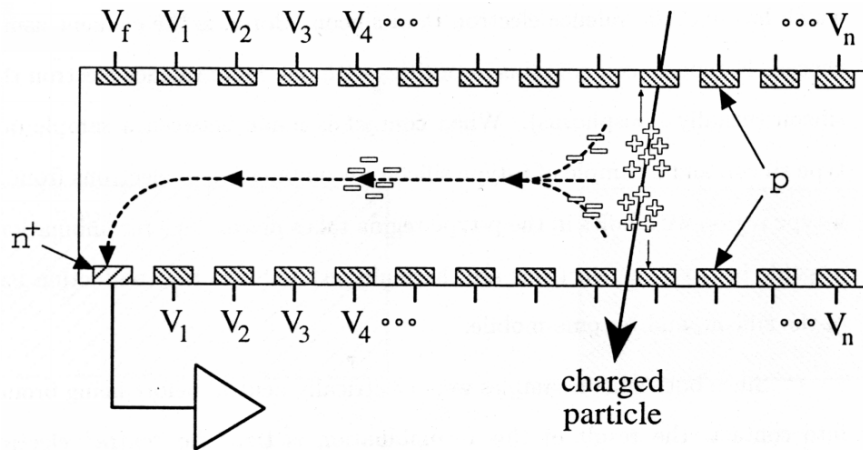 V_f V_1 V_2 V_3 V_4 ∘∘∘ ∘∘∘ V_n
p
n⁺
V_1 V_2 V_3 V_4 ∘∘∘ ∘∘∘ V_n
charged
particle